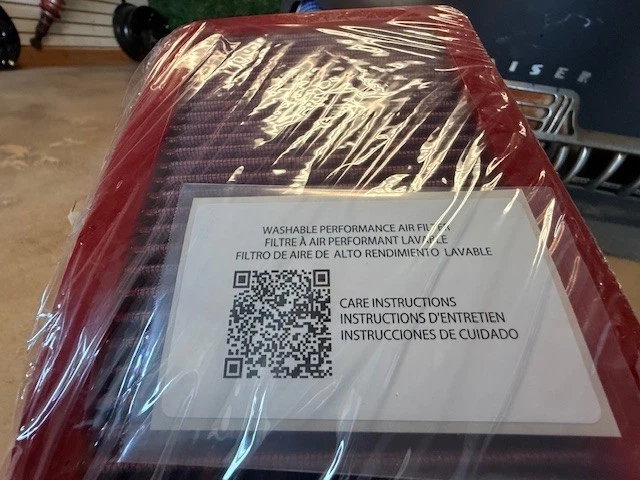 ISER
WASHABLE PERFORMANCE AIR FILTER
FILTRE À AIR PERFORMANT LAVABLE
FILTRO DE AIRE DE ALTO RENDIMIENTO LAVABLE
CARE INSTRUCTIONS
INSTRUCTIONS D'ENTRETIEN
INSTRUCCIONES DE CUIDADO